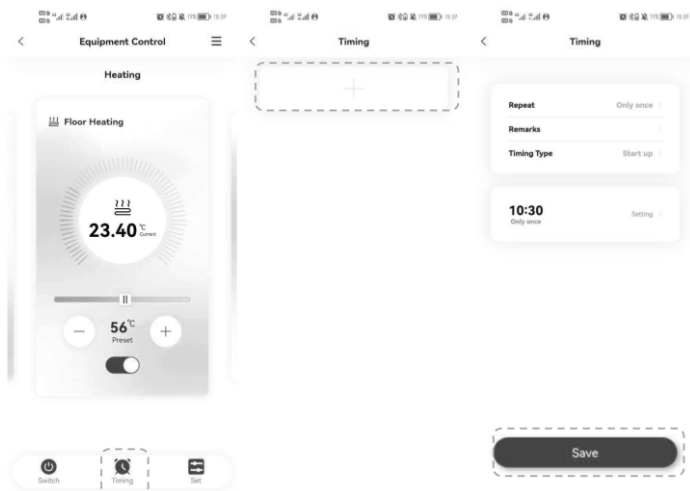 Equipment Control
Heating
Floor Heating
23.40 °C
Current
56°C
Preset
Switch
Timing
Set
Timing
Timing
Repeat
Only once
Remarks
Timing Type
Start up
10:30
Only once
Setting
Save